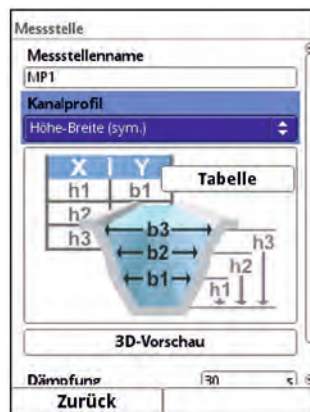 Messstelle
Messstellenname
MP1
Kanalprofil
Höhe-Breite (sym.)
X Y
h1 b1
Tabelle
h2
h3
b3
b2
b1
h3
h2
h1
3D-Vorschau
Dämpfung 30 s
Zurück